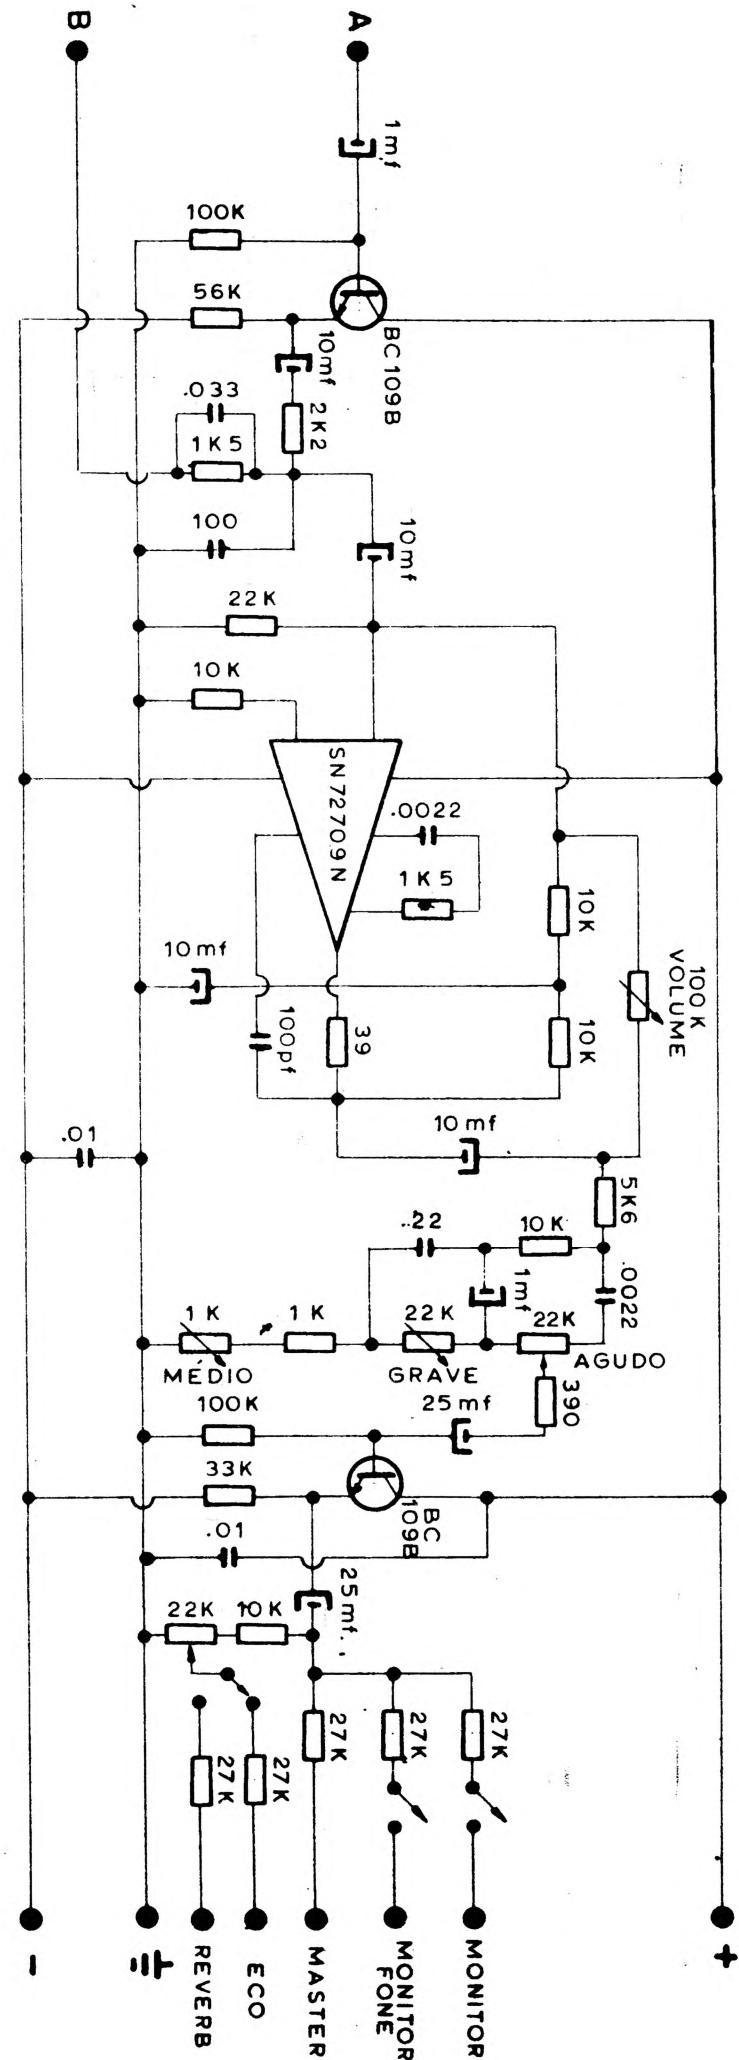 B
A
1mf
100K
56K
BC109B
10mf
.033
2K2
1K5
100
10mf
22K
10K
SN72709N
.0022
1K5
10K
10mf
100K
VOLUME
39
10K
100pf
10mf
.01
5K6
.22
10K
.0022
1mf
1K
1K
22K
22K
MÉDIO
GRAVE
AGUDO
100K
25mf
390
33K
BC
109B
.01
25mf.
22K
10K
27K
27K
27K
27K
27K
-
REVERB
ECO
MASTER
MONITOR
FONE
MONITOR
+